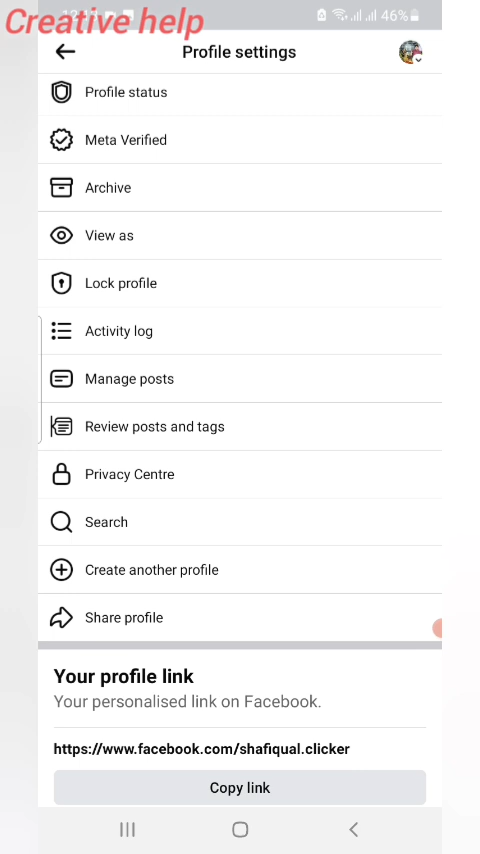 Creative help
46%
Profile settings
Profile status
Meta Verified
Archive
View as
Lock profile
Activity log
Manage posts
Review posts and tags
Privacy Centre
Search
Create another profile
Share profile
Your profile link
Your personalised link on Facebook.
https://www.facebook.com/shafiqual.clicker
Copy link